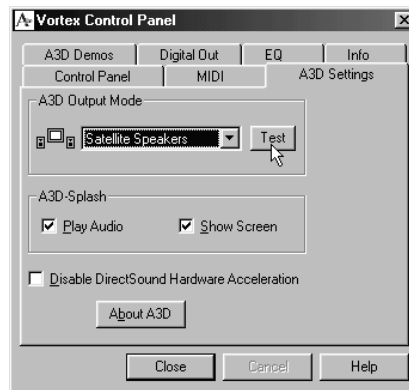 Vortex Control Panel
A3D Demos Digital Out EQ Info
Control Panel MIDI A3D Settings
A3D Output Mode
Satellite Speakers Test
A3D-Splash
Play Audio Show Screen
Disable DirectSound Hardware Acceleration
About A3D
Close Cancel Help